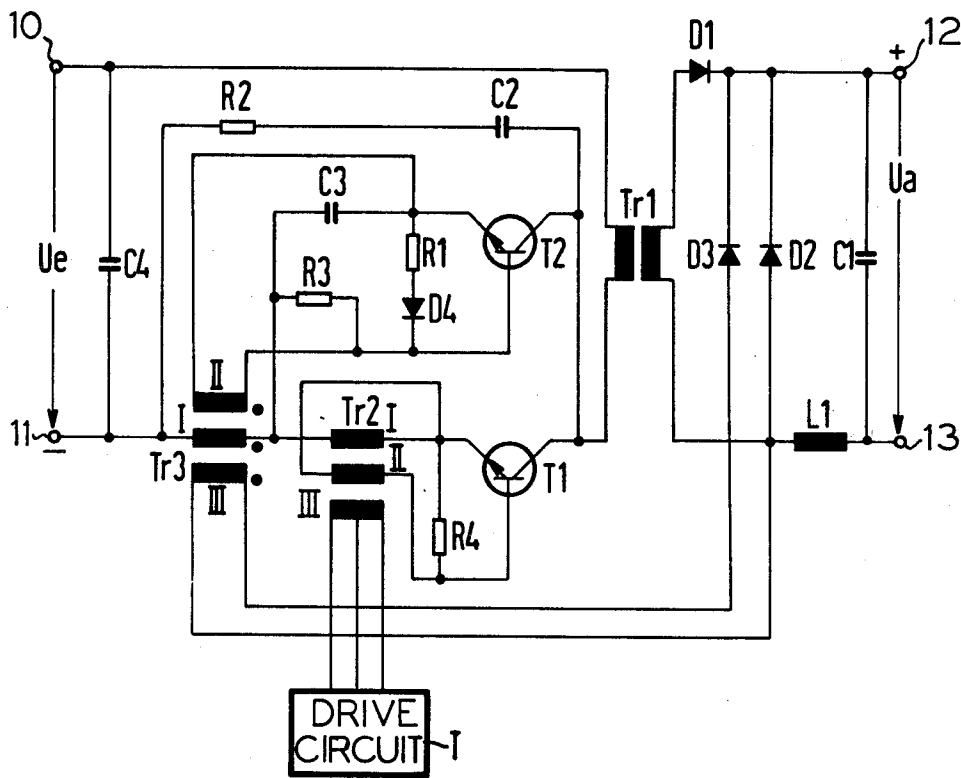 10
D1
+
12
R2
C2
C3
Tr1
Ua
Ue
C4
R1
T2
D3
D2
C1
R3
D4
II
11
I
Tr2
I
L1
13
−
Tr3
II
T1
III
III
R4
DRIVE
CIRCUIT
T